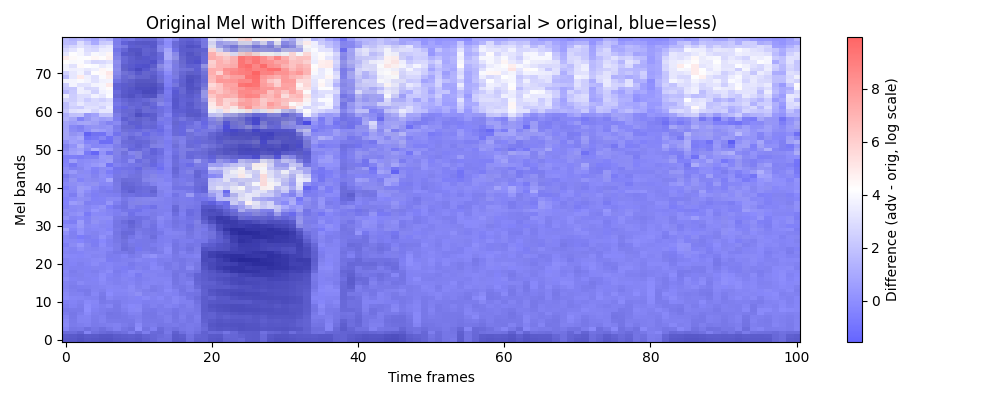 Original Mel with Differences (red=adversarial > original, blue=less)
Mel bands
70
60
50
40
30
20
10
0
0 20 40 60 80 100
Time frames
8
6
4
2
0
Difference (adv - orig, log scale)